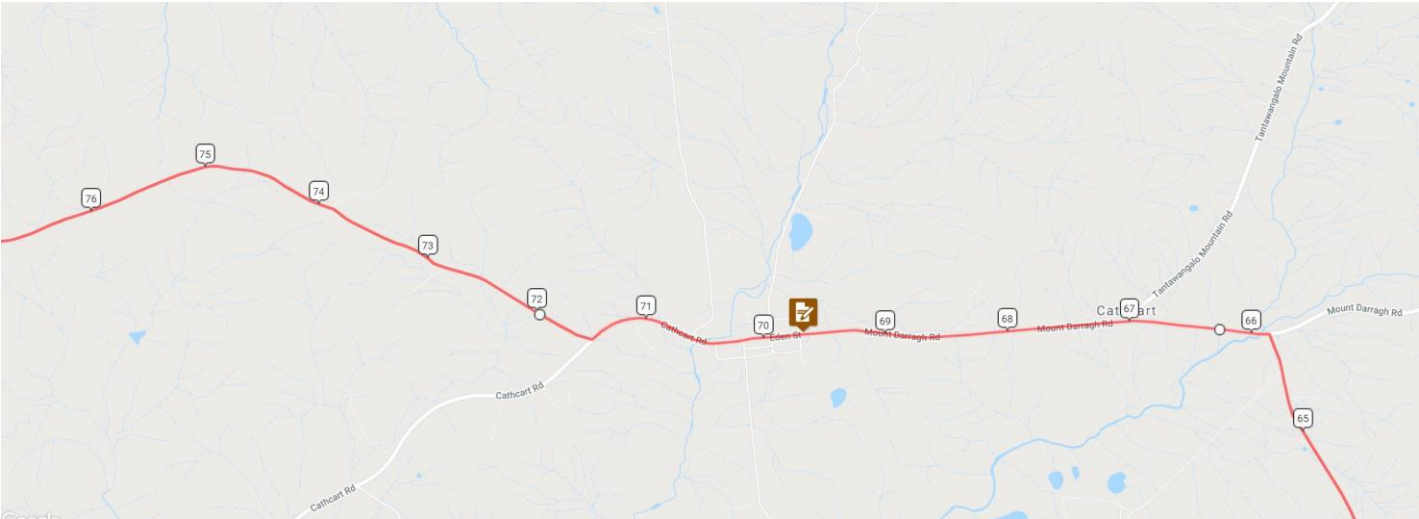 Tantawangalo Mountain Rd
75
74
76
Tantawangalo Mountain Rd
73
72
71
67
Cathcart
66
Mount Darragh Rd
70
69
68
Mount Darragh Rd
Cathcart Rd
Eden St
Mount Darragh Rd
Cathcart Rd
65
Cathcart Rd